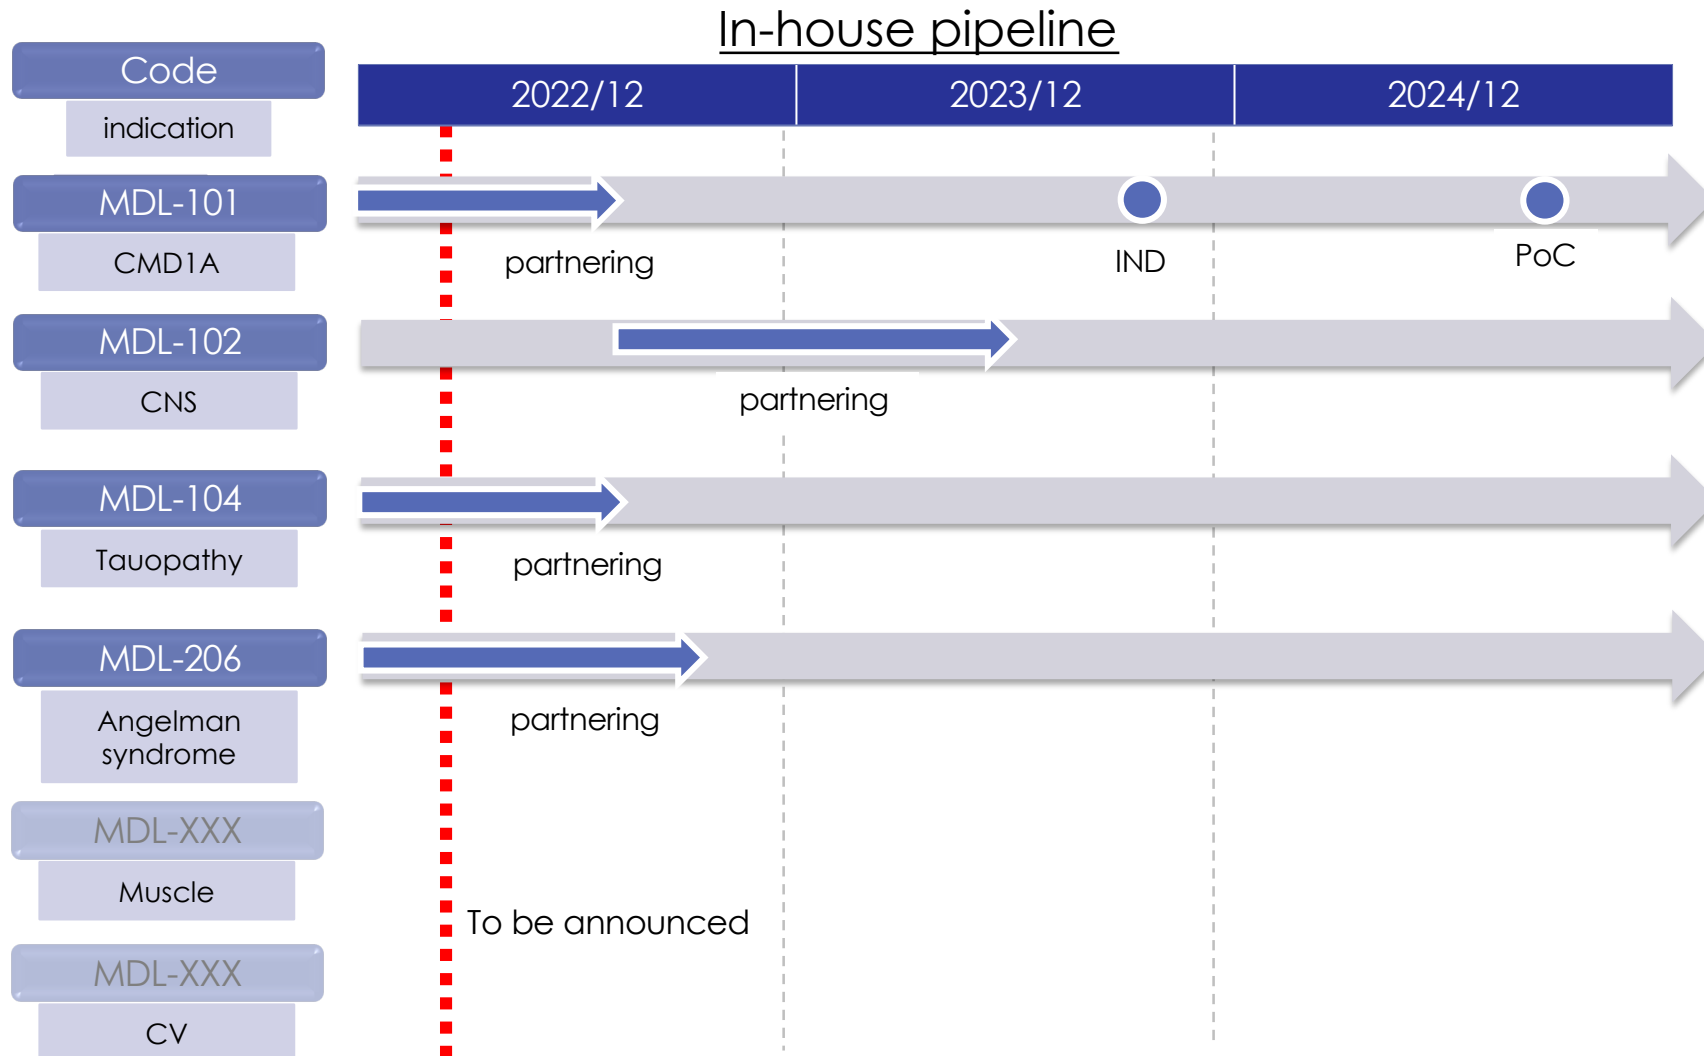 In-house pipeline
Code
indication
2022/12
2023/12
2024/12
MDL-101
CMD1A
partnering
IND
PoC
MDL-102
CNS
partnering
MDL-104
Tauopathy
partnering
MDL-206
Angelman
syndrome
partnering
MDL-XXX
Muscle
To be announced
MDL-XXX
CV